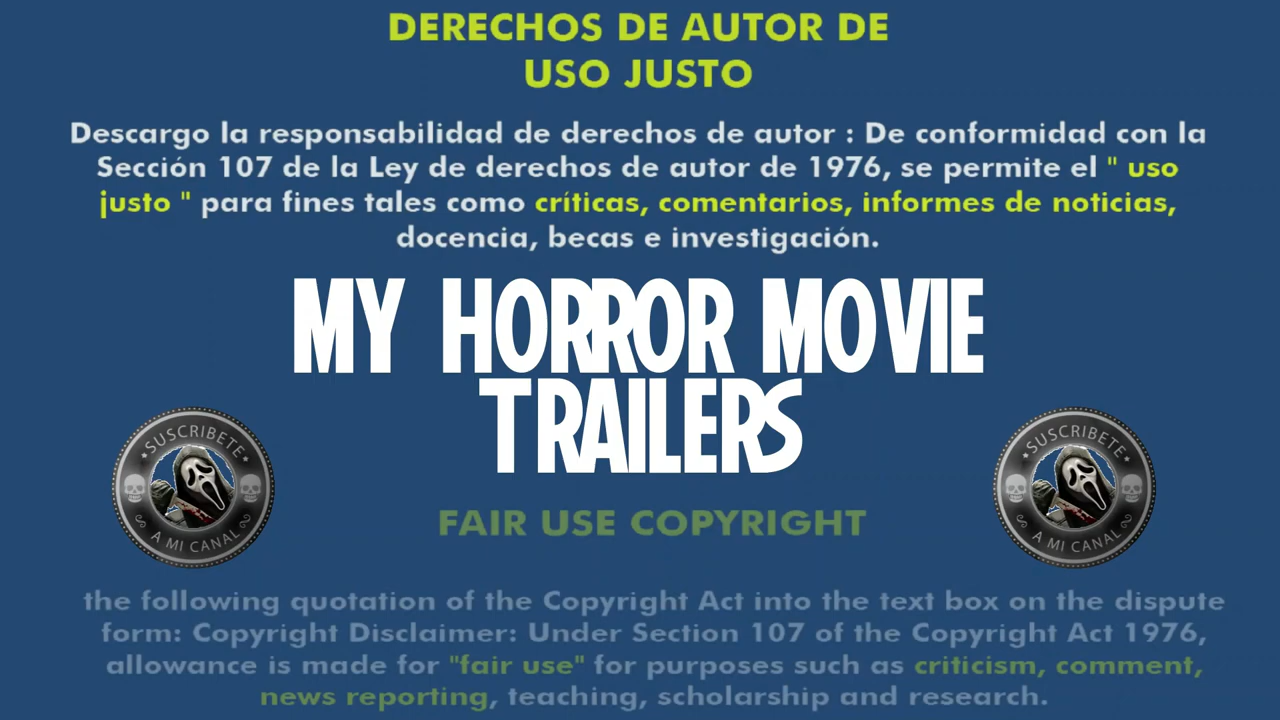 DERECHOS DE AUTOR DE
USO JUSTO
Descargo la responsabilidad de derechos de autor : De conformidad con la
Sección 107 de la Ley de derechos de autor de 1976, se permite el " uso
justo " para fines tales como críticas, comentarios, informes de noticias,
docencia, becas e investigación.
MY HORROR MOVIE
TRAILERS
SUSCRIBETE
A MI CANAL
SUSCRIBETE
A MI CANAL
FAIR USE COPYRIGHT
the following quotation of the Copyright Act into the text box on the dispute
form: Copyright Disclaimer: Under Section 107 of the Copyright Act 1976,
allowance is made for "fair use" for purposes such as criticism, comment,
news reporting, teaching, scholarship and research.